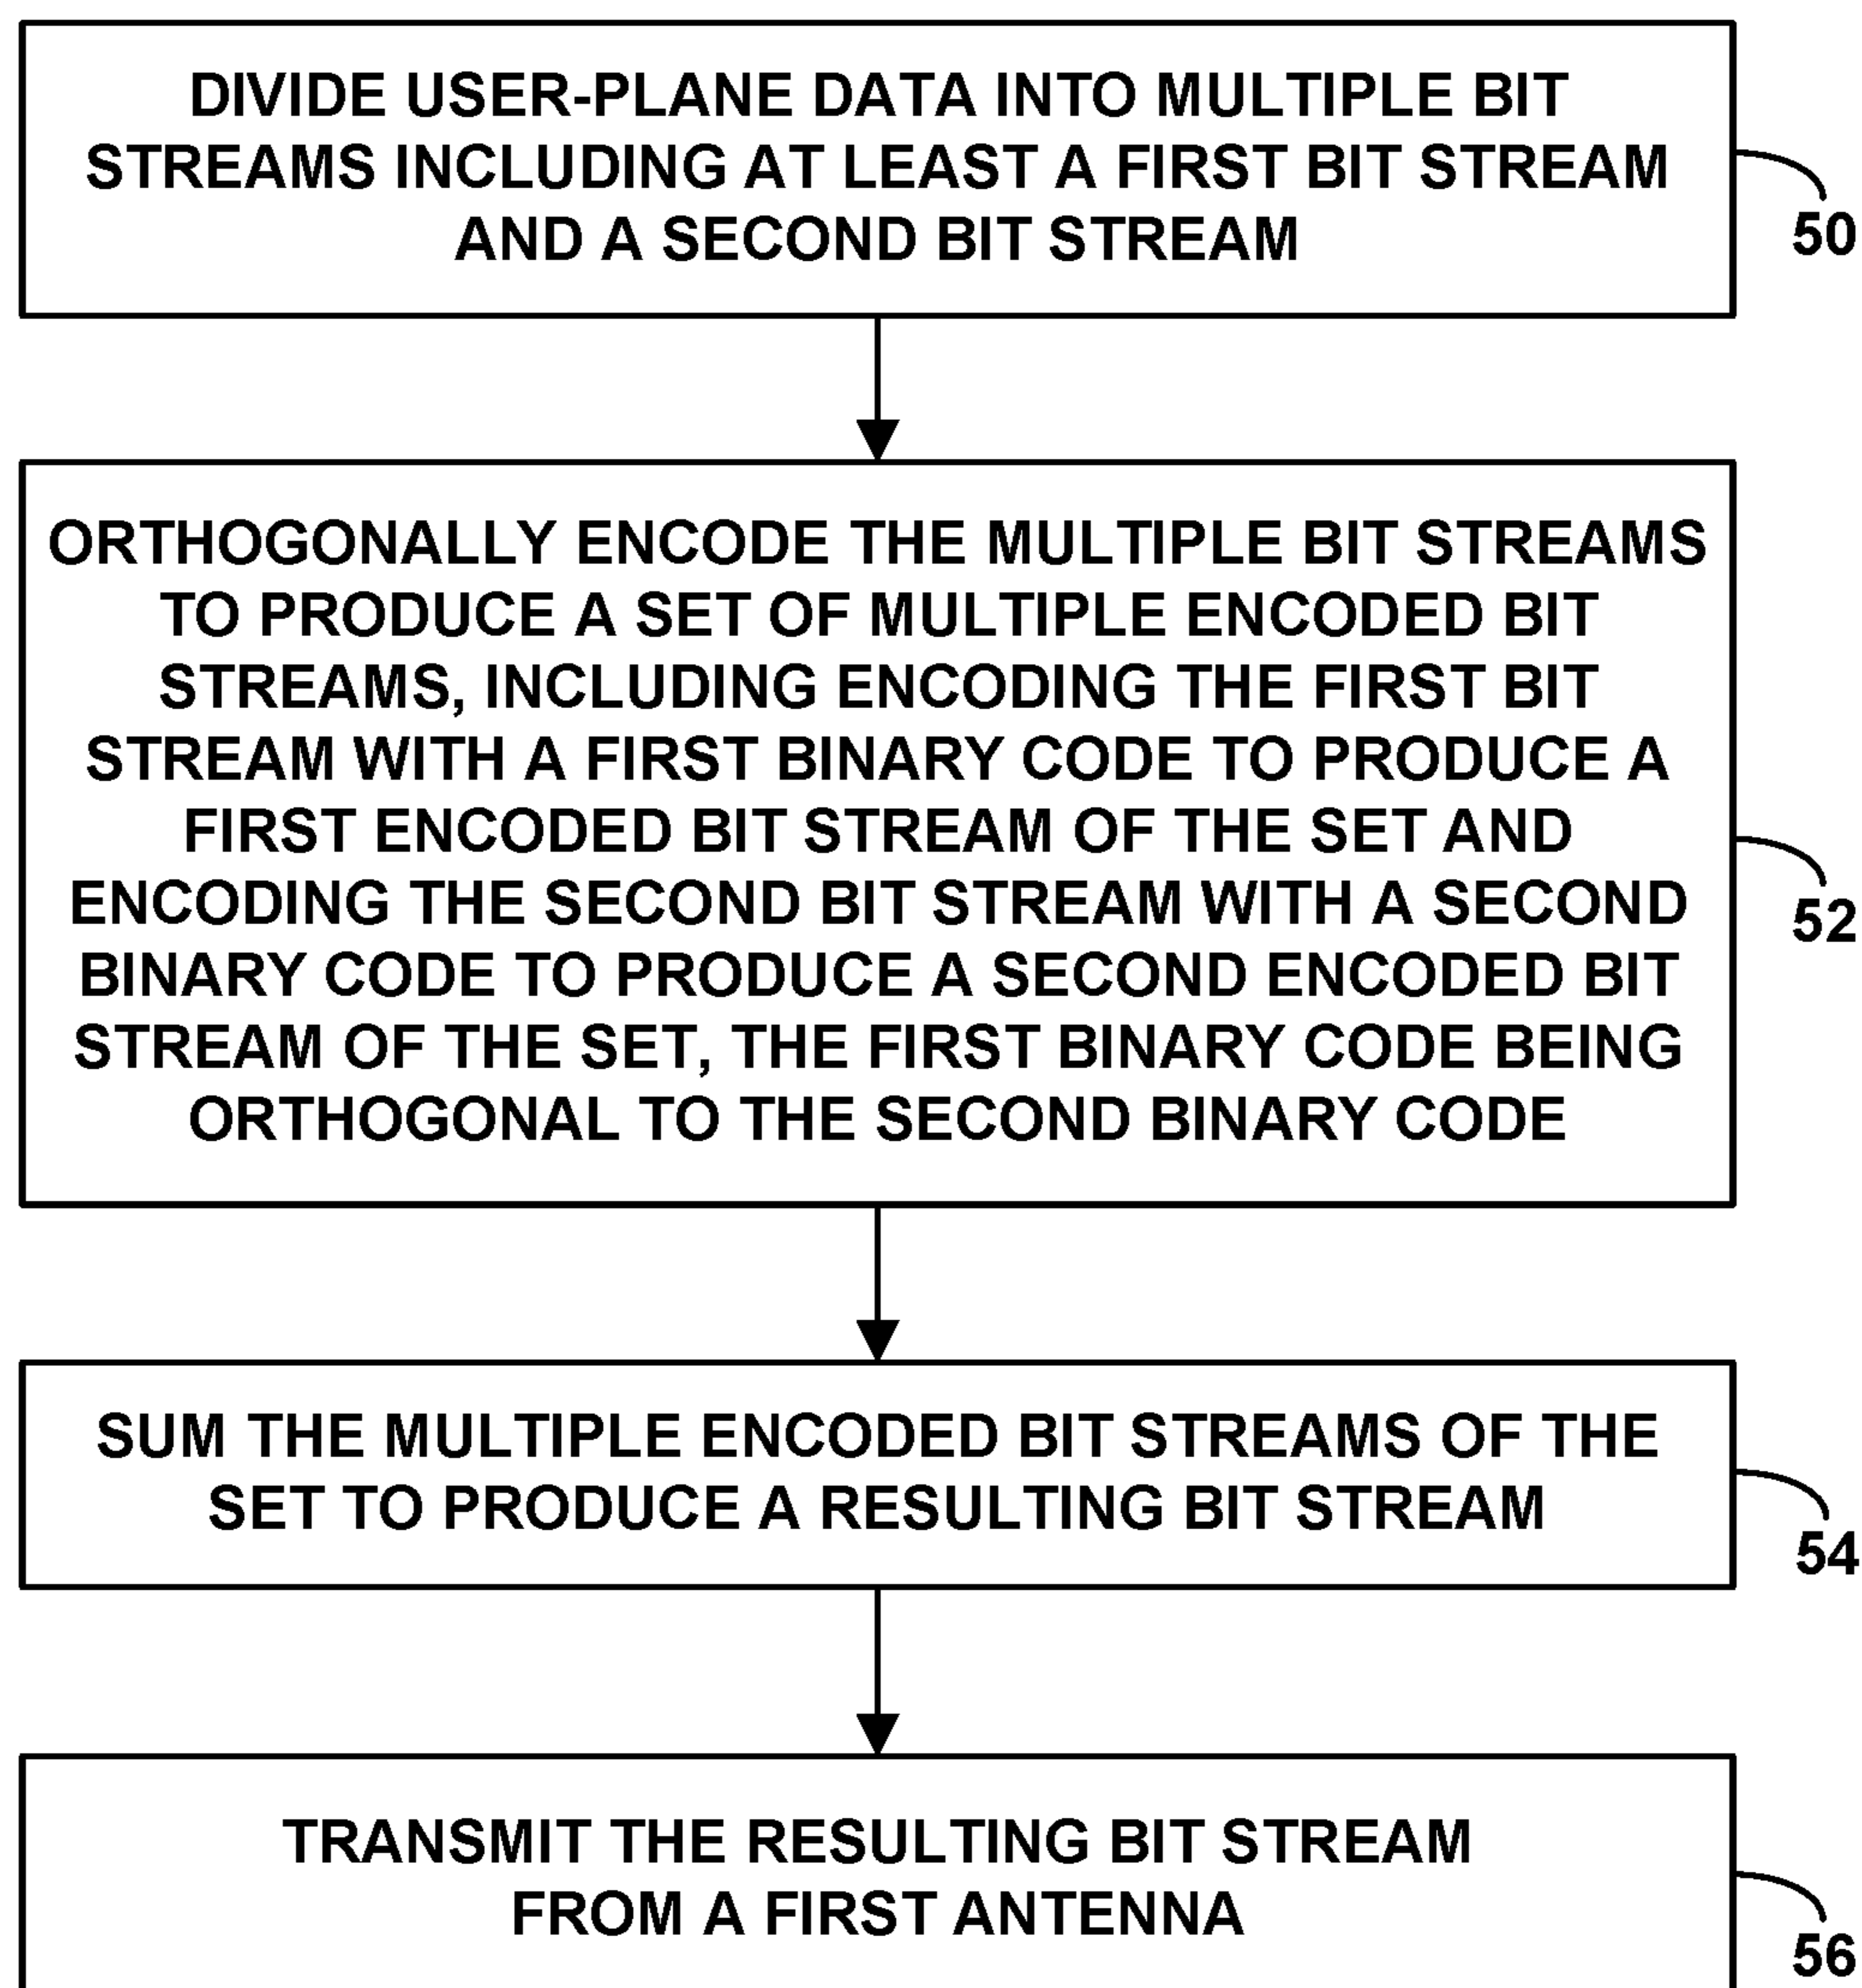 DIVIDE USER-PLANE DATA INTO MULTIPLE BIT
STREAMS INCLUDING AT LEAST A FIRST BIT STREAM
AND A SECOND BIT STREAM
50
ORTHOGONALLY ENCODE THE MULTIPLE BIT STREAMS
TO PRODUCE A SET OF MULTIPLE ENCODED BIT
STREAMS, INCLUDING ENCODING THE FIRST BIT
STREAM WITH A FIRST BINARY CODE TO PRODUCE A
FIRST ENCODED BIT STREAM OF THE SET AND
ENCODING THE SECOND BIT STREAM WITH A SECOND
BINARY CODE TO PRODUCE A SECOND ENCODED BIT
STREAM OF THE SET, THE FIRST BINARY CODE BEING
ORTHOGONAL TO THE SECOND BINARY CODE
52
SUM THE MULTIPLE ENCODED BIT STREAMS OF THE
SET TO PRODUCE A RESULTING BIT STREAM
54
TRANSMIT THE RESULTING BIT STREAM
FROM A FIRST ANTENNA
56